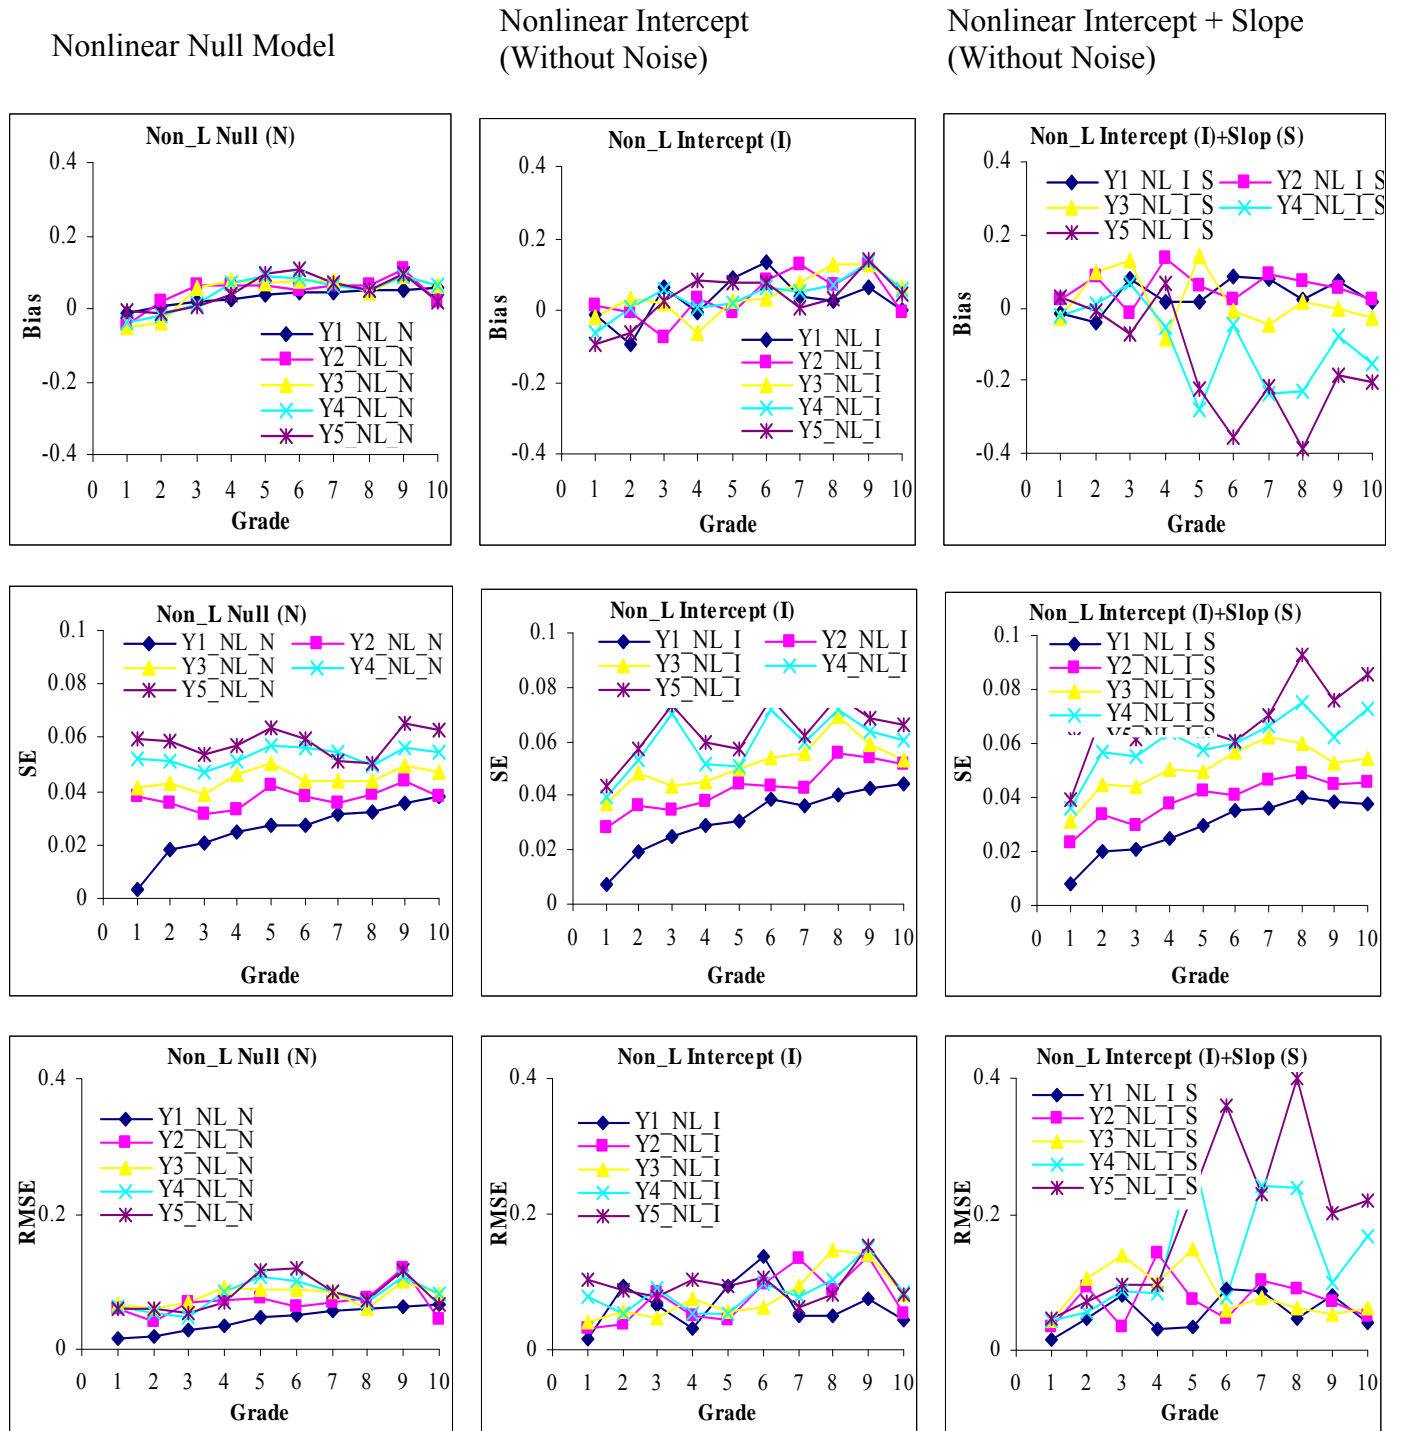 Nonlinear Null Model
Nonlinear Intercept
(Without Noise)
Nonlinear Intercept + Slope
(Without Noise)
Non_L Null (N)
0.4
0.2
0
-0.2
-0.4
Bias
Y1_NL_N
Y2_NL_N
Y3_NL_N
Y4_NL_N
Y5_NL_N
0 1 2 3 4 5 6 7 8 9 10
Grade
Non_L Intercept (I)
0.4
0.2
0
-0.2
-0.4
Bias
Y1_NL_I
Y2_NL_I
Y3_NL_I
Y4_NL_I
Y5_NL_I
0 1 2 3 4 5 6 7 8 9 10
Grade
Non_L Intercept (I)+Slop (S)
0.4
0.2
0
-0.2
-0.4
Bias
Y1_NL_I_S Y2_NL_I_S
Y3_NL_I_S Y4_NL_I_S
Y5_NL_I_S
0 1 2 3 4 5 6 7 8 9 10
Grade
Non_L Null (N)
0.1
0.08
0.06
0.04
0.02
0
SE
Y1_NL_N Y2_NL_N
Y3_NL_N Y4_NL_N
Y5_NL_N
0 1 2 3 4 5 6 7 8 9 10
Grade
Non_L Intercept (I)
0.1
0.08
0.06
0.04
0.02
0
SE
Y1_NL_I Y2_NL_I
Y3_NL_I Y4_NL_I
Y5_NL_I
0 1 2 3 4 5 6 7 8 9 10
Grade
Non_L Intercept (I)+Slop (S)
0.1
0.08
0.06
0.04
0.02
0
SE
Y1_NL_I_S
Y2_NL_I_S
Y3_NL_I_S
Y4_NL_I_S
Y5_NL_I_S
0 1 2 3 4 5 6 7 8 9 10
Grade
Non_L Null (N)
0.4
0.2
0
RMSE
Y1_NL_N
Y2_NL_N
Y3_NL_N
Y4_NL_N
Y5_NL_N
0 1 2 3 4 5 6 7 8 9 10
Grade
Non_L Intercept (I)
0.4
0.2
0
RMSE
Y1_NL_I
Y2_NL_I
Y3_NL_I
Y4_NL_I
Y5_NL_I
0 1 2 3 4 5 6 7 8 9 10
Grade
Non_L Intercept (I)+Slop (S)
0.4
0.2
0
RMSE
Y1_NL_I_S
Y2_NL_I_S
Y3_NL_I_S
Y4_NL_I_S
Y5_NL_I_S
0 1 2 3 4 5 6 7 8 9 10
Grade